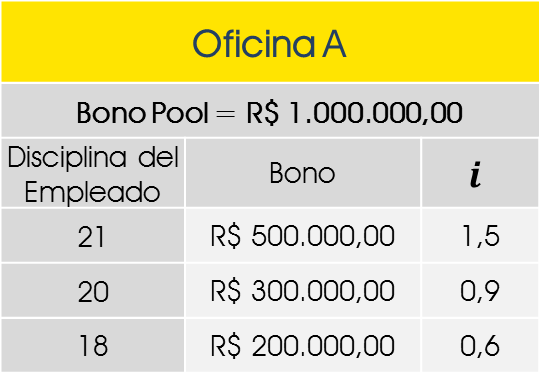 Oficina A
Bono Pool = R$ 1.000.000,00
Disciplina del
Empleado
Bono
i
21
R$ 500.000,00
1,5
20
R$ 300.000,00
0,9
18
R$ 200.000,00
0,6